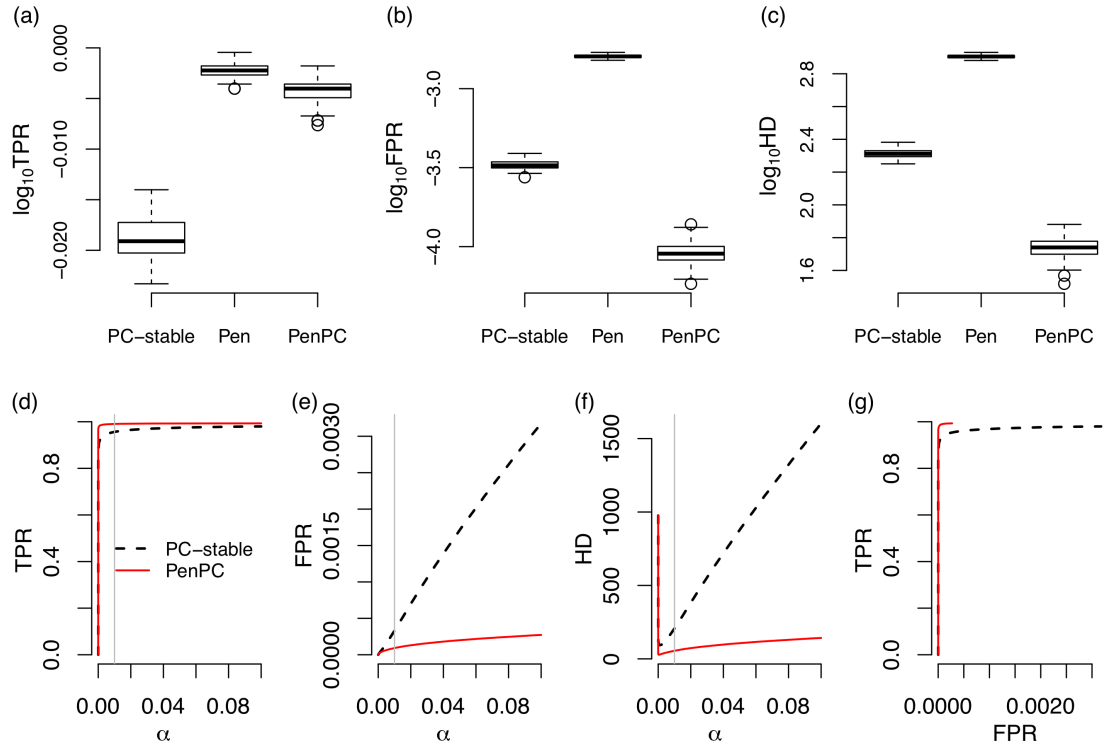 (a)
log10TPR
0.000
−0.010
−0.020
PC−stable Pen PenPC
(b)
log10FPR
−3.0
−3.5
−4.0
PC−stable Pen PenPC
(c)
log10HD
2.8
2.4
2.0
1.6
PC−stable Pen PenPC
(d)
TPR
0.8
0.4
0.0
PC−stable
PenPC
0.00 0.04 0.08
α
(e)
FPR
0.0030
0.0015
0.0000
0.00 0.04 0.08
α
(f)
HD
1500
1000
500
0
0.00 0.04 0.08
α
(g)
TPR
0.8
0.4
0.0
0.0000 0.0020
FPR